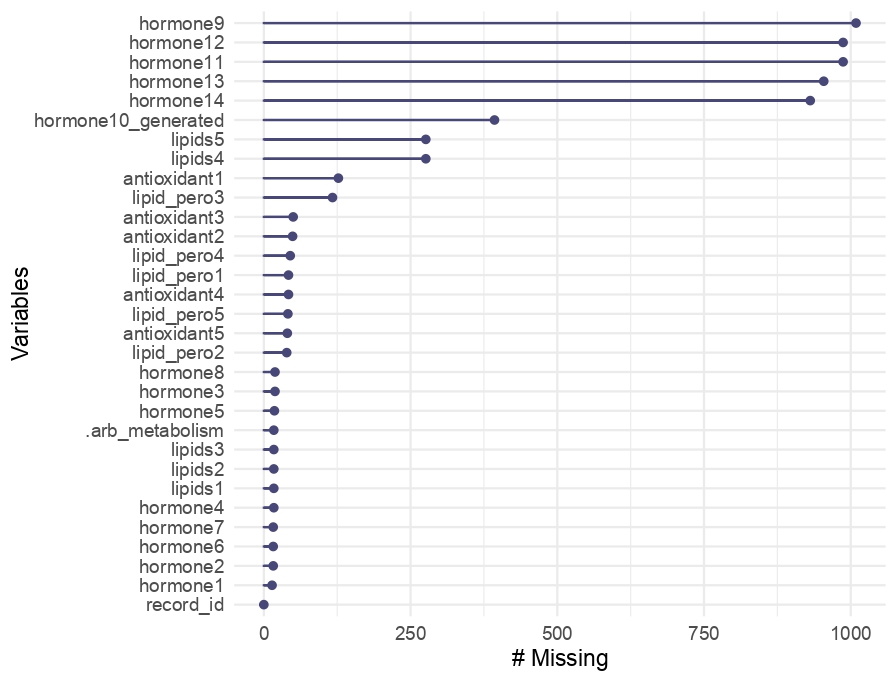 hormone9
hormone12
hormone11
hormone13
hormone14
hormone10_generated
lipids5
lipids4
antioxidant1
lipid_pero3
antioxidant3
antioxidant2
lipid_pero4
lipid_pero1
antioxidant4
lipid_pero5
antioxidant5
lipid_pero2
hormone8
hormone3
hormone5
.arb_metabolism
lipids3
lipids2
lipids1
hormone4
hormone7
hormone6
hormone2
hormone1
record_id
Variables
0 250 500 750 1000
# Missing